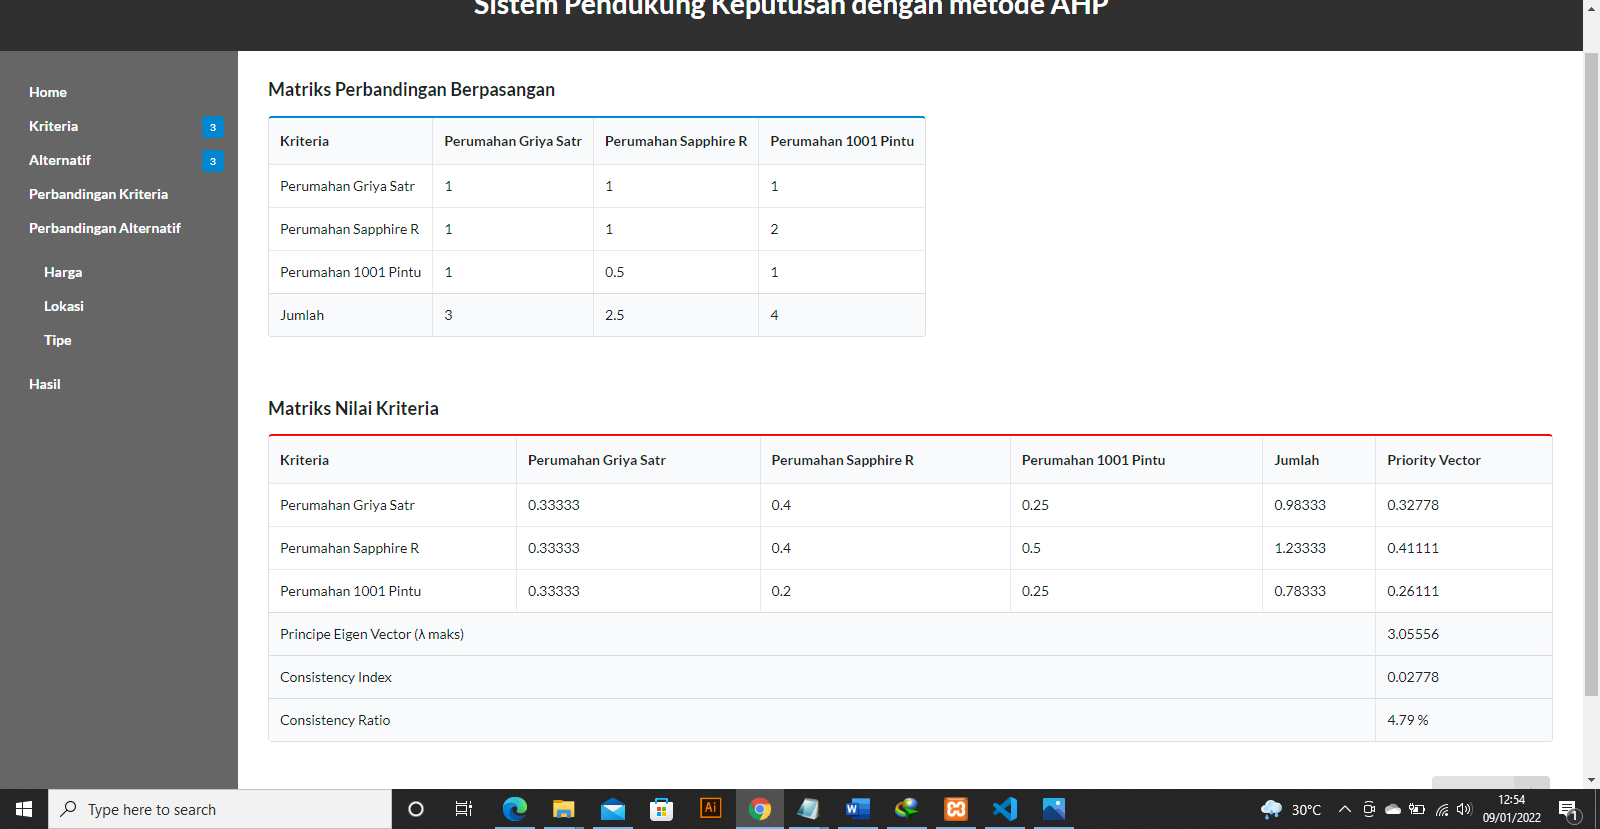 Sistem Pendukung Keputusan dengan metode AHP
Home
Kriteria 3
Alternatif 3
Perbandingan Kriteria
Perbandingan Alternatif
Harga
Lokasi
Tipe
Hasil
Matriks Perbandingan Berpasangan
Kriteria Perumahan Griya Satr Perumahan Sapphire R Perumahan 1001 Pintu
Perumahan Griya Satr 1 1 1
Perumahan Sapphire R 1 1 2
Perumahan 1001 Pintu 1 0.5 1
Jumlah 3 2.5 4
Matriks Nilai Kriteria
Kriteria Perumahan Griya Satr Perumahan Sapphire R Perumahan 1001 Pintu Jumlah Priority Vector
Perumahan Griya Satr 0.33333 0.4 0.25 0.98333 0.32778
Perumahan Sapphire R 0.33333 0.4 0.5 1.23333 0.41111
Perumahan 1001 Pintu 0.33333 0.2 0.25 0.78333 0.26111
Principe Eigen Vector (λ maks) 3.05556
Consistency Index 0.02778
Consistency Ratio 4.79 %
Type here to search
Ai
W
30°C
12:54
09/01/2022
1